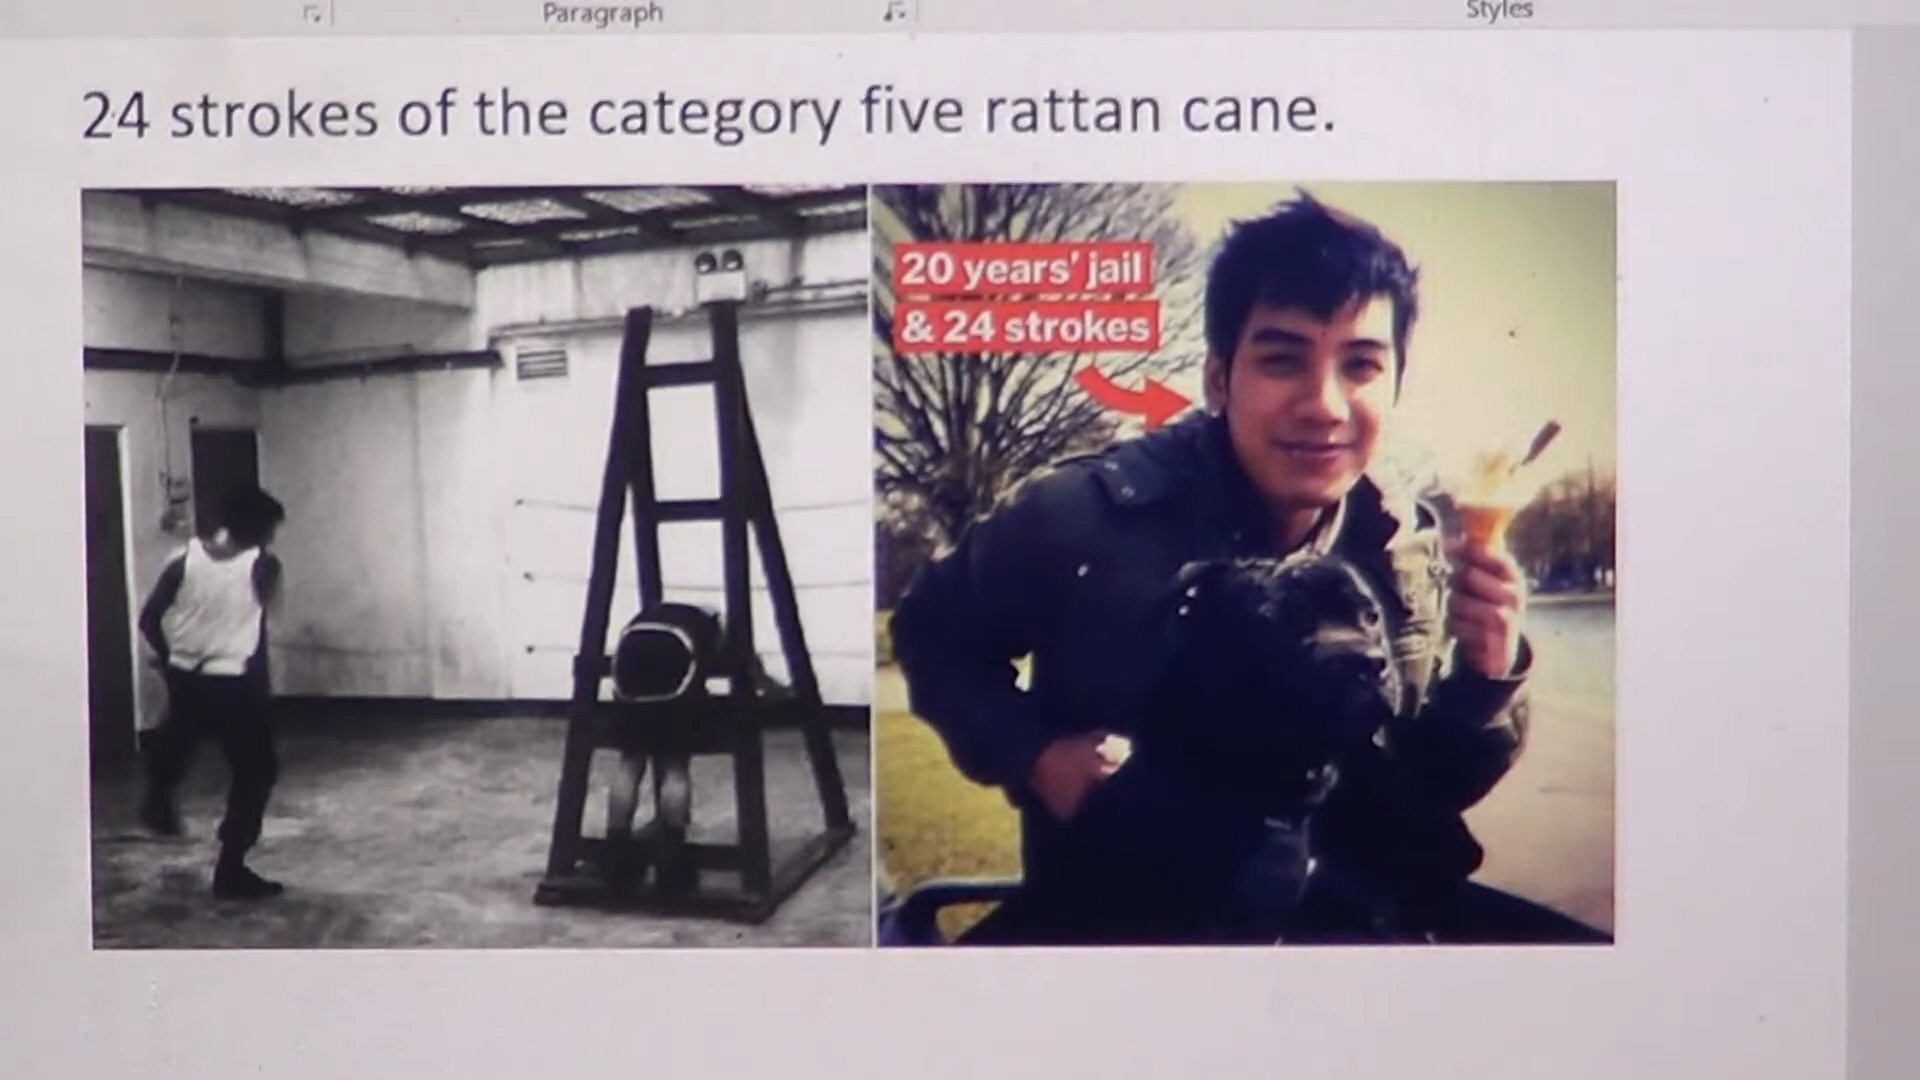 Paragraph
Styles
24 strokes of the category five rattan cane.
20 years' jail
& 24 strokes